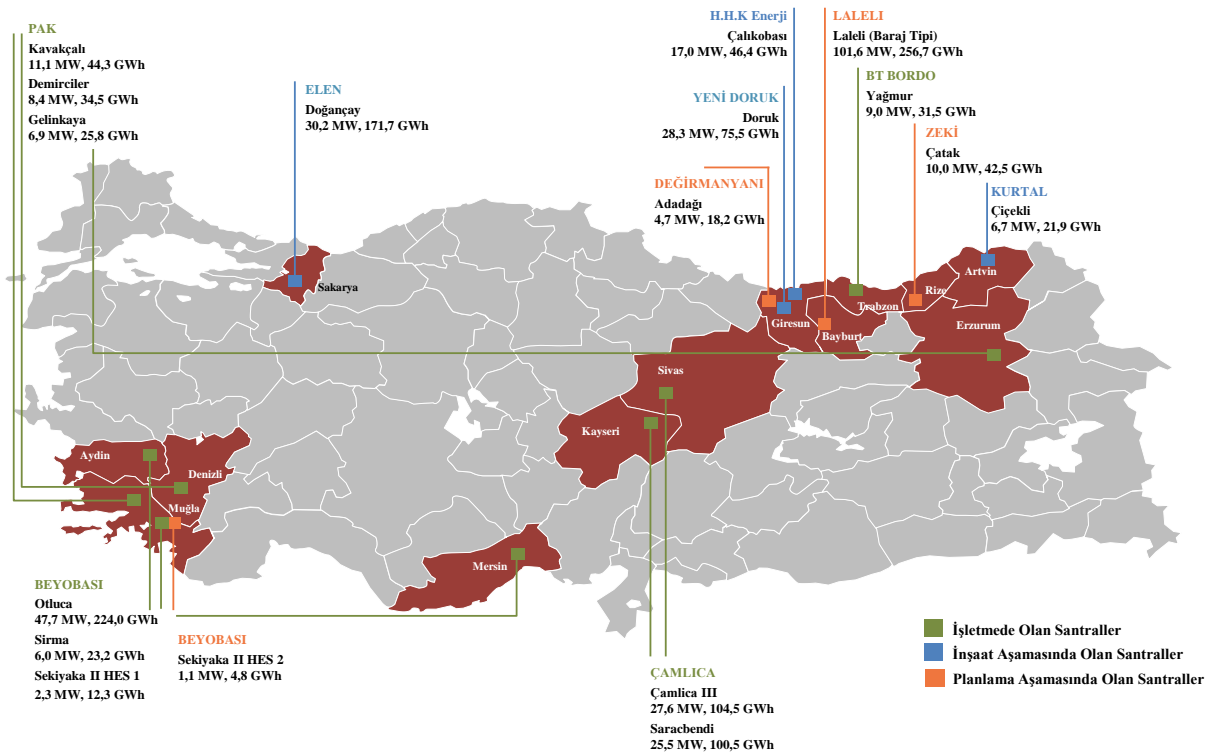 PAK
Kavakçalı
11,1 MW, 44,3 GWh
Demirciler
8,4 MW, 34,5 GWh
Gelinkaya
6,9 MW, 25,8 GWh
ELEN
Doğançay
30,2 MW, 171,7 GWh
H.H.K Enerji
Çalıkobası
17,0 MW, 46,4 GWh
YENİ DORUK
Doruk
28,3 MW, 75,5 GWh
DEĞİRMANYANI
Adadağı
4,7 MW, 18,2 GWh
LALELI
Laleli (Baraj Tipi)
101,6 MW, 256,7 GWh
BT BORDO
Yağmur
9,0 MW, 31,5 GWh
ZEKİ
Çatak
10,0 MW, 42,5 GWh
KURTAL
Çiçekli
6,7 MW, 21,9 GWh
Sakarya
Artvin
Rize
Trabzon
Giresun
Bayburt
Erzurum
Sivas
Kayseri
Aydin
Denizli
Muğla
Mersin
BEYOBASI
Otluca
47,7 MW, 224,0 GWh
Sirma
6,0 MW, 23,2 GWh
Sekiyaka II HES 1
2,3 MW, 12,3 GWh
BEYOBASI
Sekiyaka II HES 2
1,1 MW, 4,8 GWh
ÇAMLICA
Çamlica III
27,6 MW, 104,5 GWh
Saracbendi
25,5 MW, 100,5 GWh
İşletmede Olan Santraller
İnşaat Aşamasında Olan Santraller
Planlama Aşamasında Olan Santraller